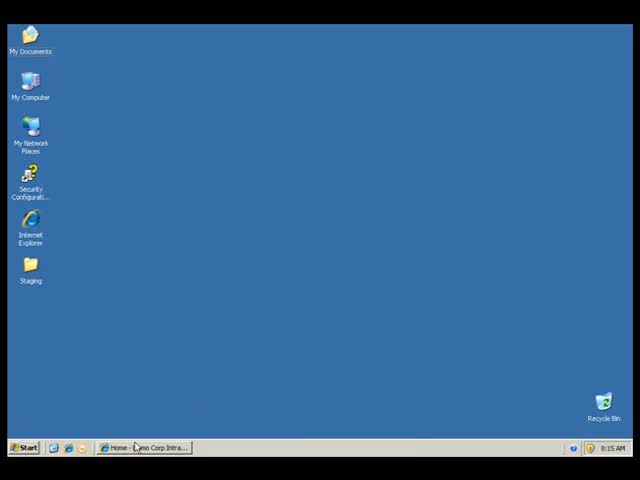 My Documents
My Computer
My Network
Places
Security
Configurati...
Internet
Explorer
Staging
Recycle Bin
Start
Home - Demo Corp Intra...
8:15 AM